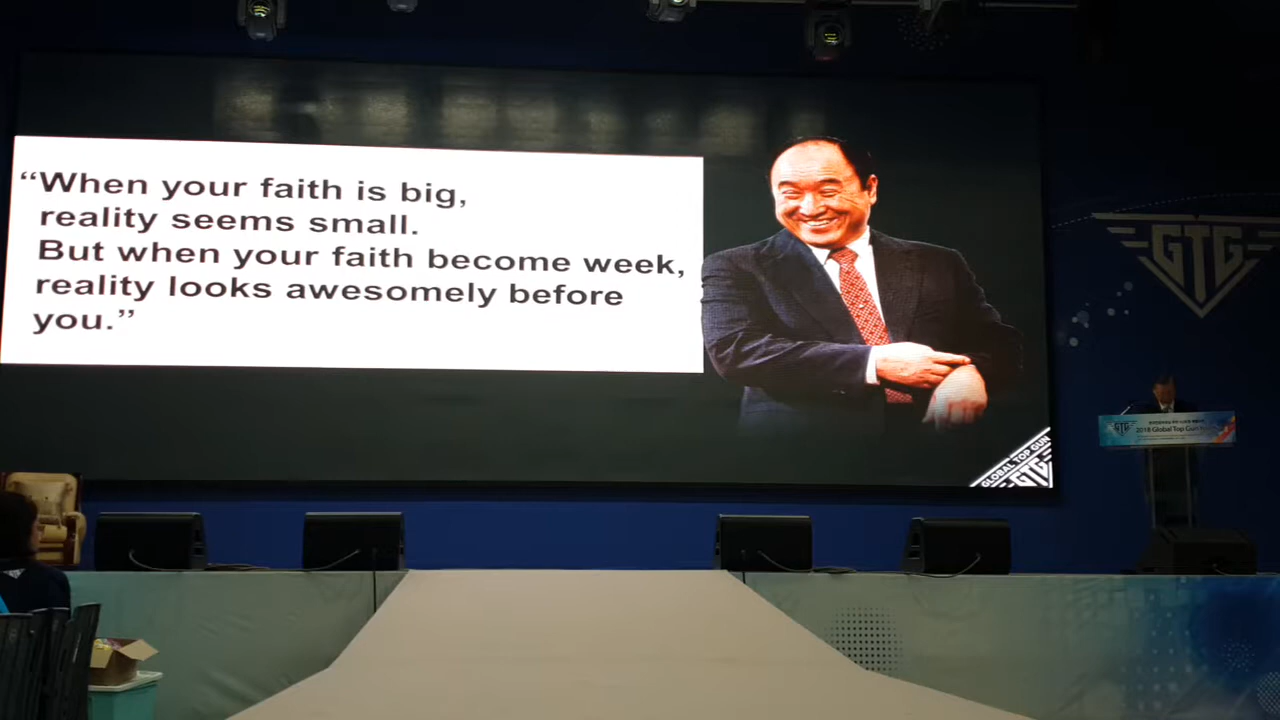 “When your faith is big,
reality seems small.
But when your faith become week,
reality looks awesomely before
you.”
GTG
GTG
2018 Global Top Gun
GLOBAL TOP GUN
GTG